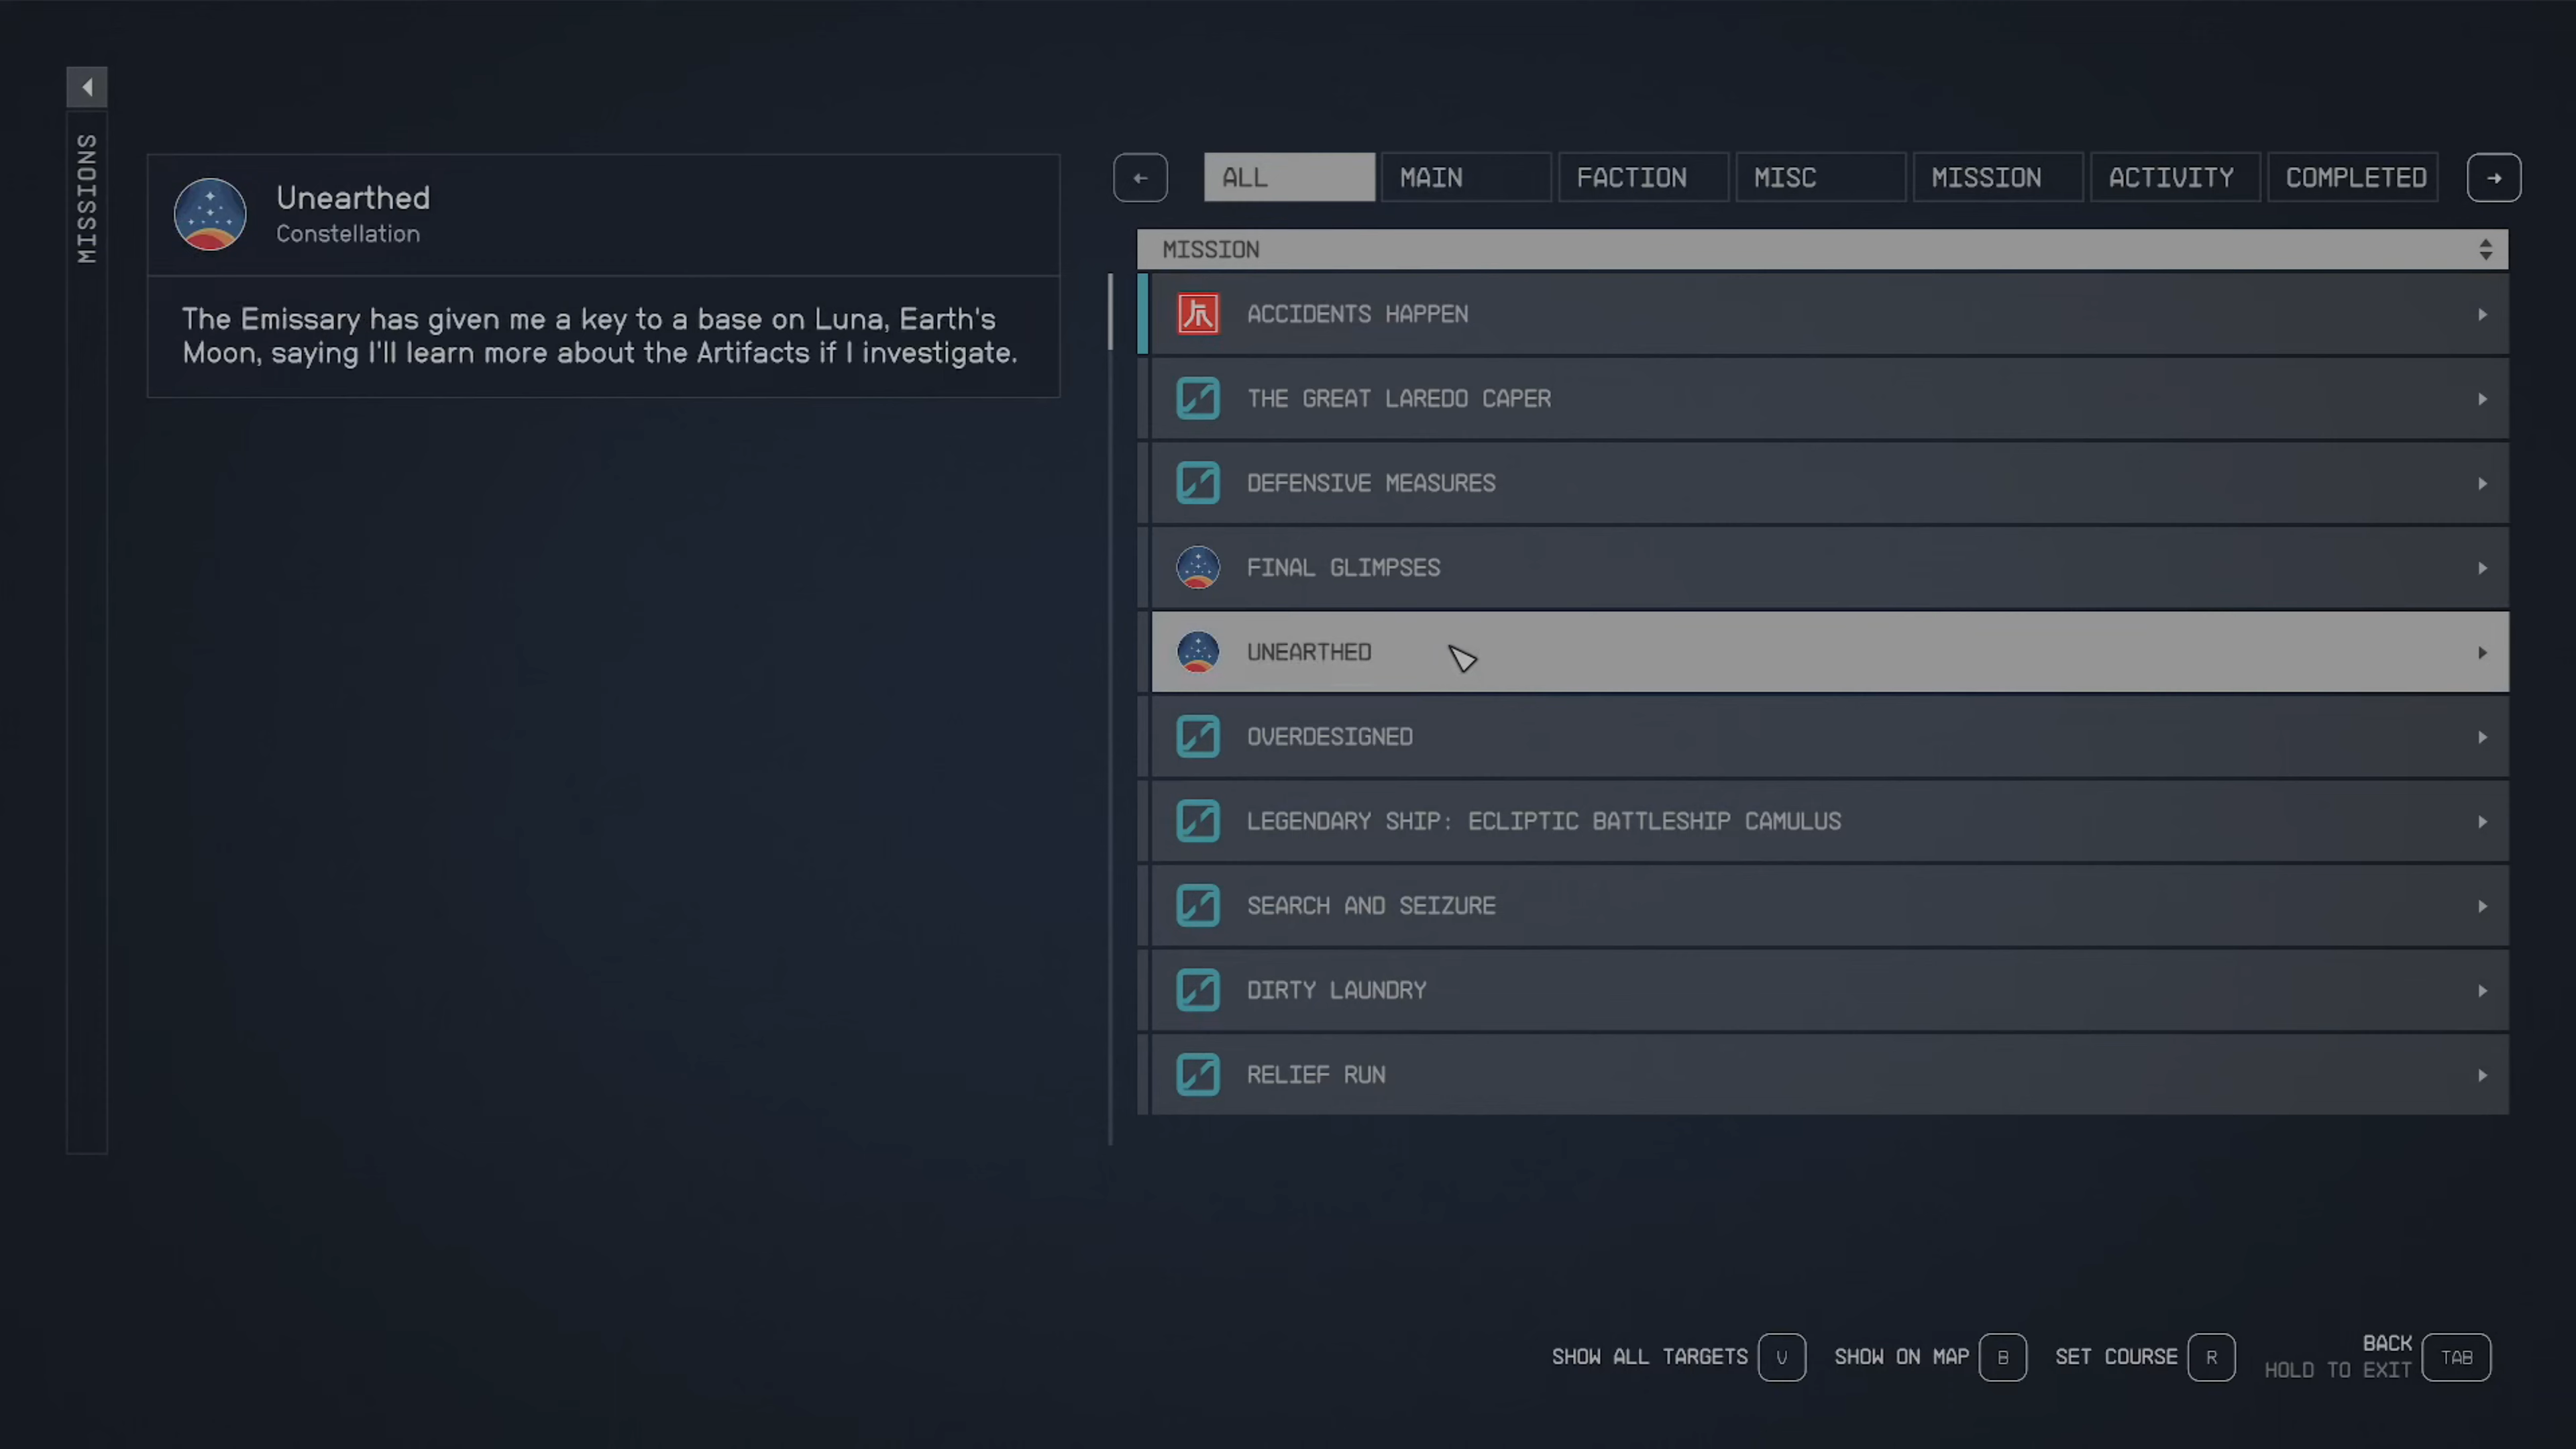 MISSIONS
Unearthed
Constellation
The Emissary has given me a key to a base on Luna, Earth's
Moon, saying I'll learn more about the Artifacts if I investigate.
ALL
MAIN
FACTION
MISC
MISSION
ACTIVITY
COMPLETED
MISSION
ACCIDENTS HAPPEN
THE GREAT LAREDO CAPER
DEFENSIVE MEASURES
FINAL GLIMPSES
UNEARTHED
OVERDESIGNED
LEGENDARY SHIP: ECLIPTIC BATTLESHIP CAMULUS
SEARCH AND SEIZURE
DIRTY LAUNDRY
RELIEF RUN
SHOW ALL TARGETS V
SHOW ON MAP B
SET COURSE R
BACK
HOLD TO EXIT
TAB